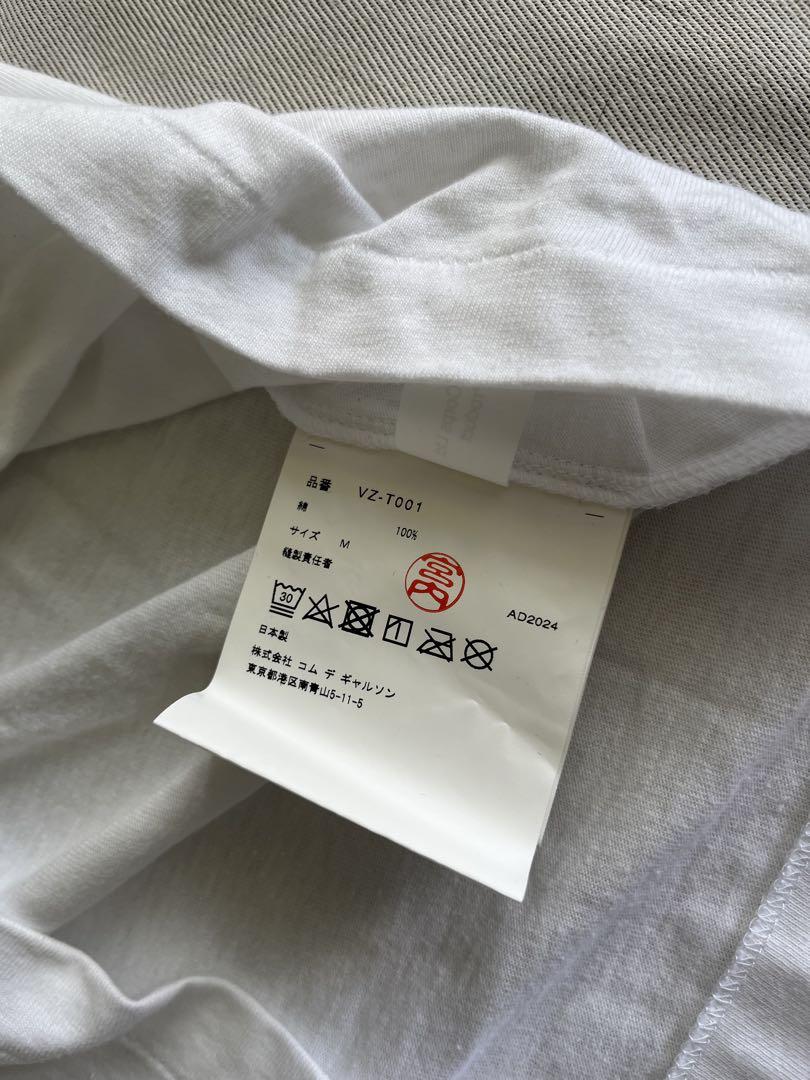 品番 VZ-T001
綿 100%
サイズ M
縫製責任者
AD2024
30
日本製
株式会社 コム デ ギャルソン
東京都港区南青山5-11-5